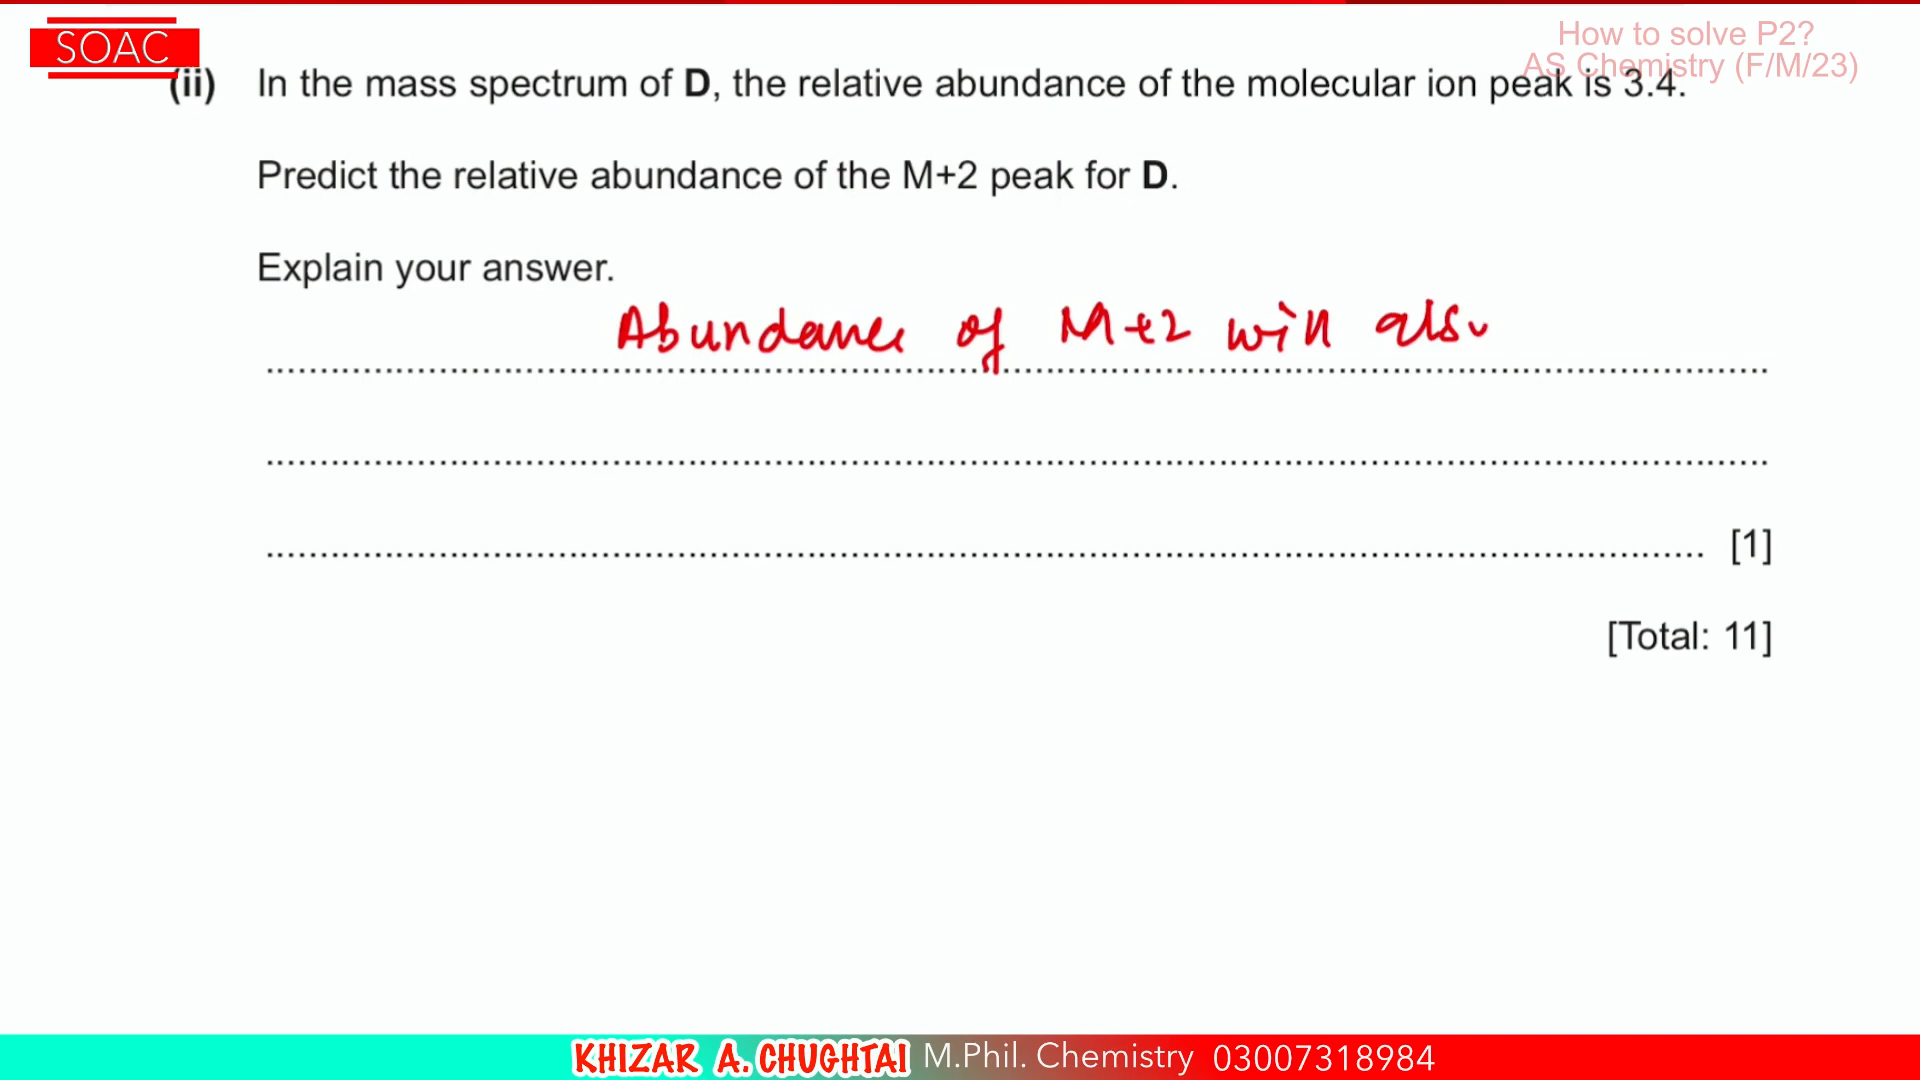 SOAC
How to solve P2?
AS Chemistry (F/M/23)
(ii) In the mass spectrum of D, the relative abundance of the molecular ion peak is 3.4.
Predict the relative abundance of the M+2 peak for D.
Explain your answer.
Abundance of M+2 will also
[1]
[Total: 11]
KHIZAR A. CHUGHTAI M.Phil. Chemistry 03007318984